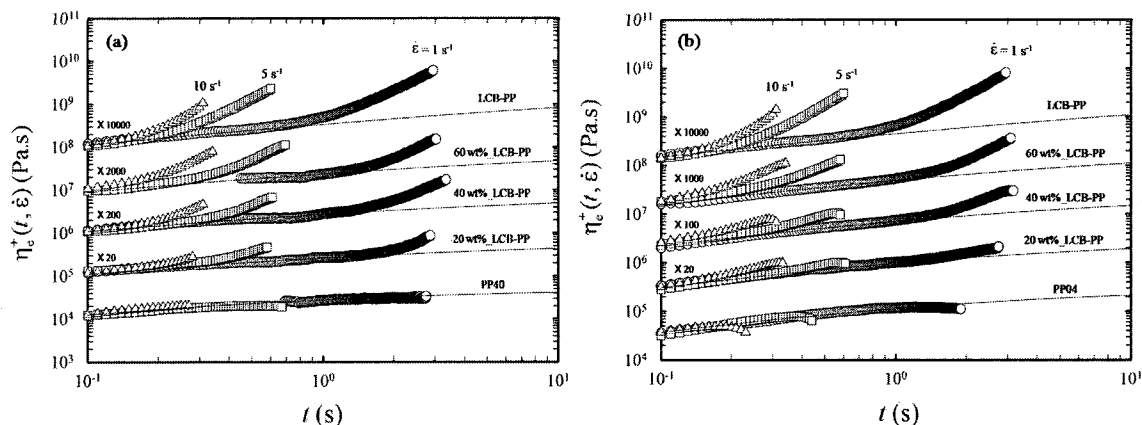 (a)
ε̇ = 1 s⁻¹
5 s⁻¹
10 s⁻¹
LCB-PP
X 10000
60 wt%_LCB-PP
X 2000
40 wt%_LCB-PP
X 200
20 wt%_LCB-PP
X 20
PP40
10¹¹
10¹⁰
10⁹
10⁸
10⁷
10⁶
10⁵
10⁴
10³
ηₑ⁺(t, ε̇) (Pa.s)
10⁻¹
10⁰
10¹
t (s)
(b)
ε̇ = 1 s⁻¹
5 s⁻¹
10 s⁻¹
LCB-PP
X 10000
60 wt%_LCB-PP
X 1000
40 wt%_LCB-PP
X 100
20 wt%_LCB-PP
X 20
PP04
10¹¹
10¹⁰
10⁹
10⁸
10⁷
10⁶
10⁵
10⁴
ηₑ⁺(t, ε̇) (Pa.s)
10⁻¹
10⁰
10¹
t (s)